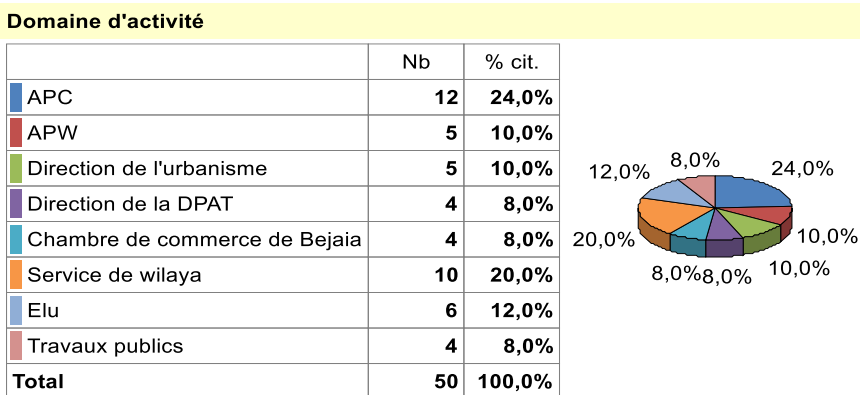 Domaine d'activité
Nb % cit.
APC 12 24,0%
APW 5 10,0%
Direction de l'urbanisme 5 10,0%
Direction de la DPAT 4 8,0%
Chambre de commerce de Bejaia 4 8,0%
Service de wilaya 10 20,0%
Elu 6 12,0%
Travaux publics 4 8,0%
Total 50 100,0%
8,0%
12,0% 24,0%
20,0% 10,0%
8,0% 8,0% 10,0%